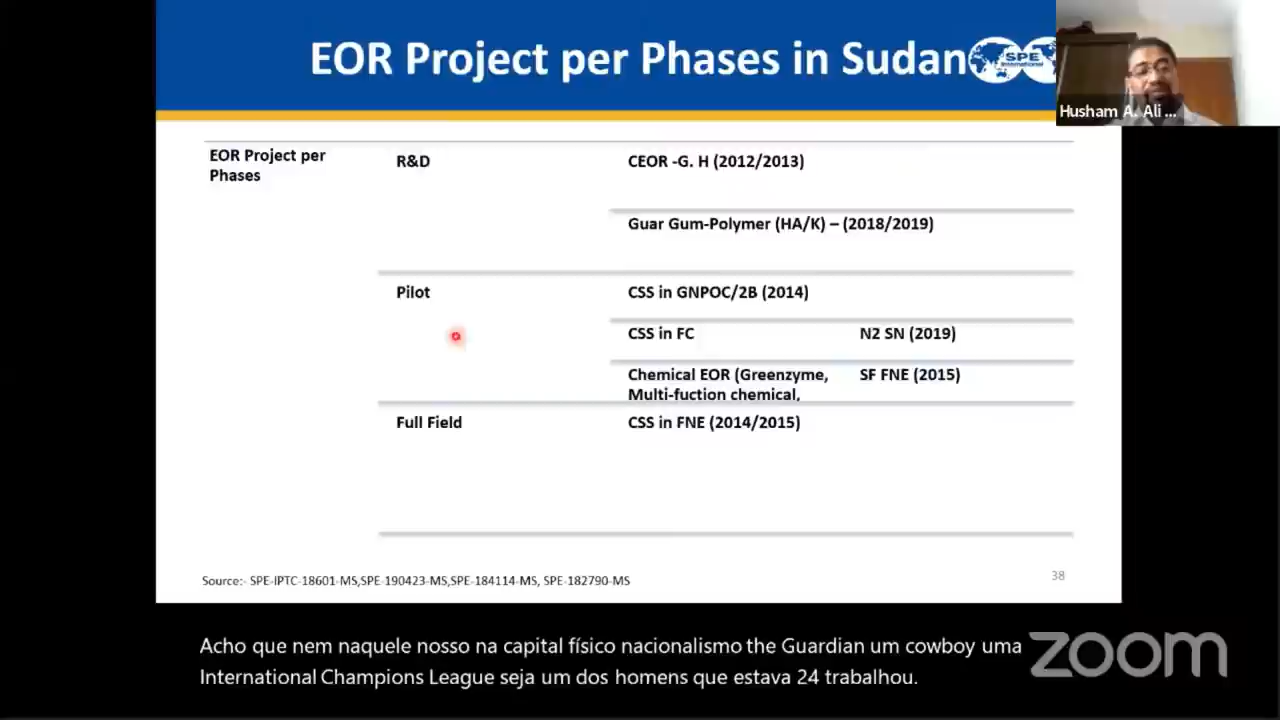 EOR Project per Phases in Sudan
SPE
International
Husham A. Ali ...
EOR Project per
Phases
R&D
CEOR -G. H (2012/2013)
Guar Gum-Polymer (HA/K) – (2018/2019)
Pilot
CSS in GNPOC/2B (2014)
CSS in FC
N2 SN (2019)
Chemical EOR (Greenzyme,
Multi-fuction chemical,
SF FNE (2015)
Full Field
CSS in FNE (2014/2015)
Source:- SPE-IPTC-18601-MS,SPE-190423-MS,SPE-184114-MS, SPE-182790-MS
38
Acho que nem naquele nosso na capital físico nacionalismo the Guardian um cowboy uma
International Champions League seja um dos homens que estava 24 trabalhou.
zoom